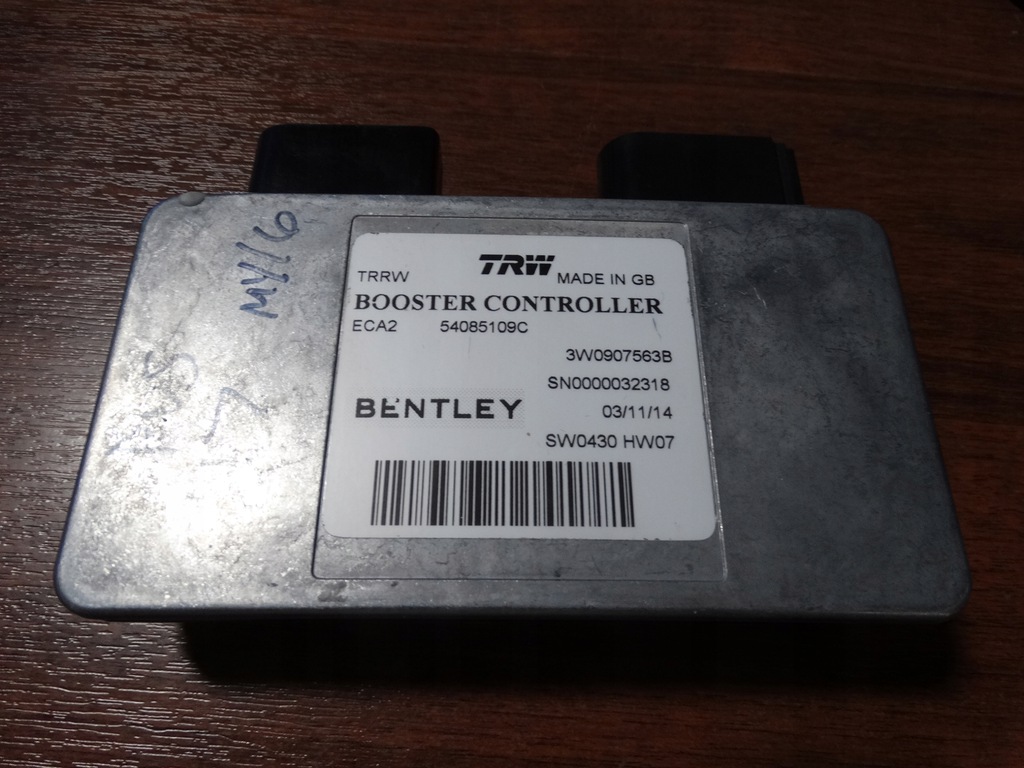 MY16
TRW
TRRW MADE IN GB
BOOSTER CONTROLLER
ECA2 54085109C
3W0907563B
SN0000032318
BENTLEY 03/11/14
SW0430 HW07